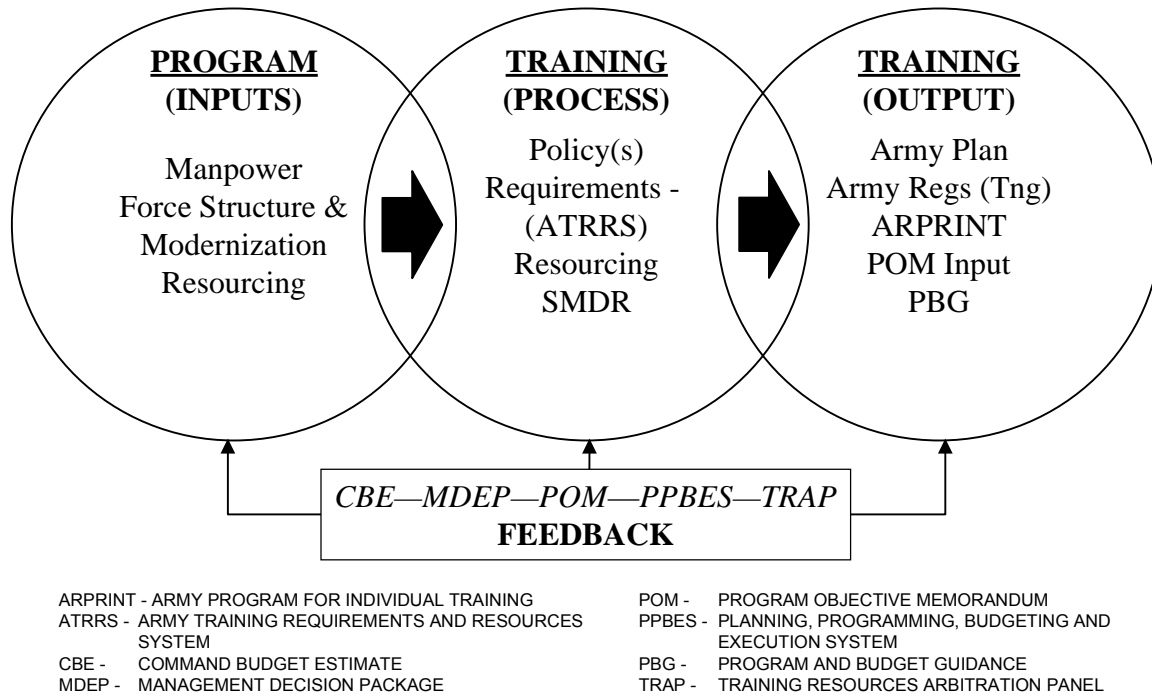 PROGRAM
(INPUTS)
Manpower
Force Structure &
Modernization
Resourcing
TRAINING
(PROCESS)
Policy(s)
Requirements -
(ATRRS)
Resourcing
SMDR
TRAINING
(OUTPUT)
Army Plan
Army Regs (Tng)
ARPRINT
POM Input
PBG
CBE—MDEP—POM—PPBES—TRAP
FEEDBACK
ARPRINT - ARMY PROGRAM FOR INDIVIDUAL TRAINING
ATRRS - ARMY TRAINING REQUIREMENTS AND RESOURCES
SYSTEM
CBE - COMMAND BUDGET ESTIMATE
MDEP - MANAGEMENT DECISION PACKAGE
POM - PROGRAM OBJECTIVE MEMORANDUM
PPBES - PLANNING, PROGRAMMING, BUDGETING AND
EXECUTION SYSTEM
PBG - PROGRAM AND BUDGET GUIDANCE
TRAP - TRAINING RESOURCES ARBITRATION PANEL